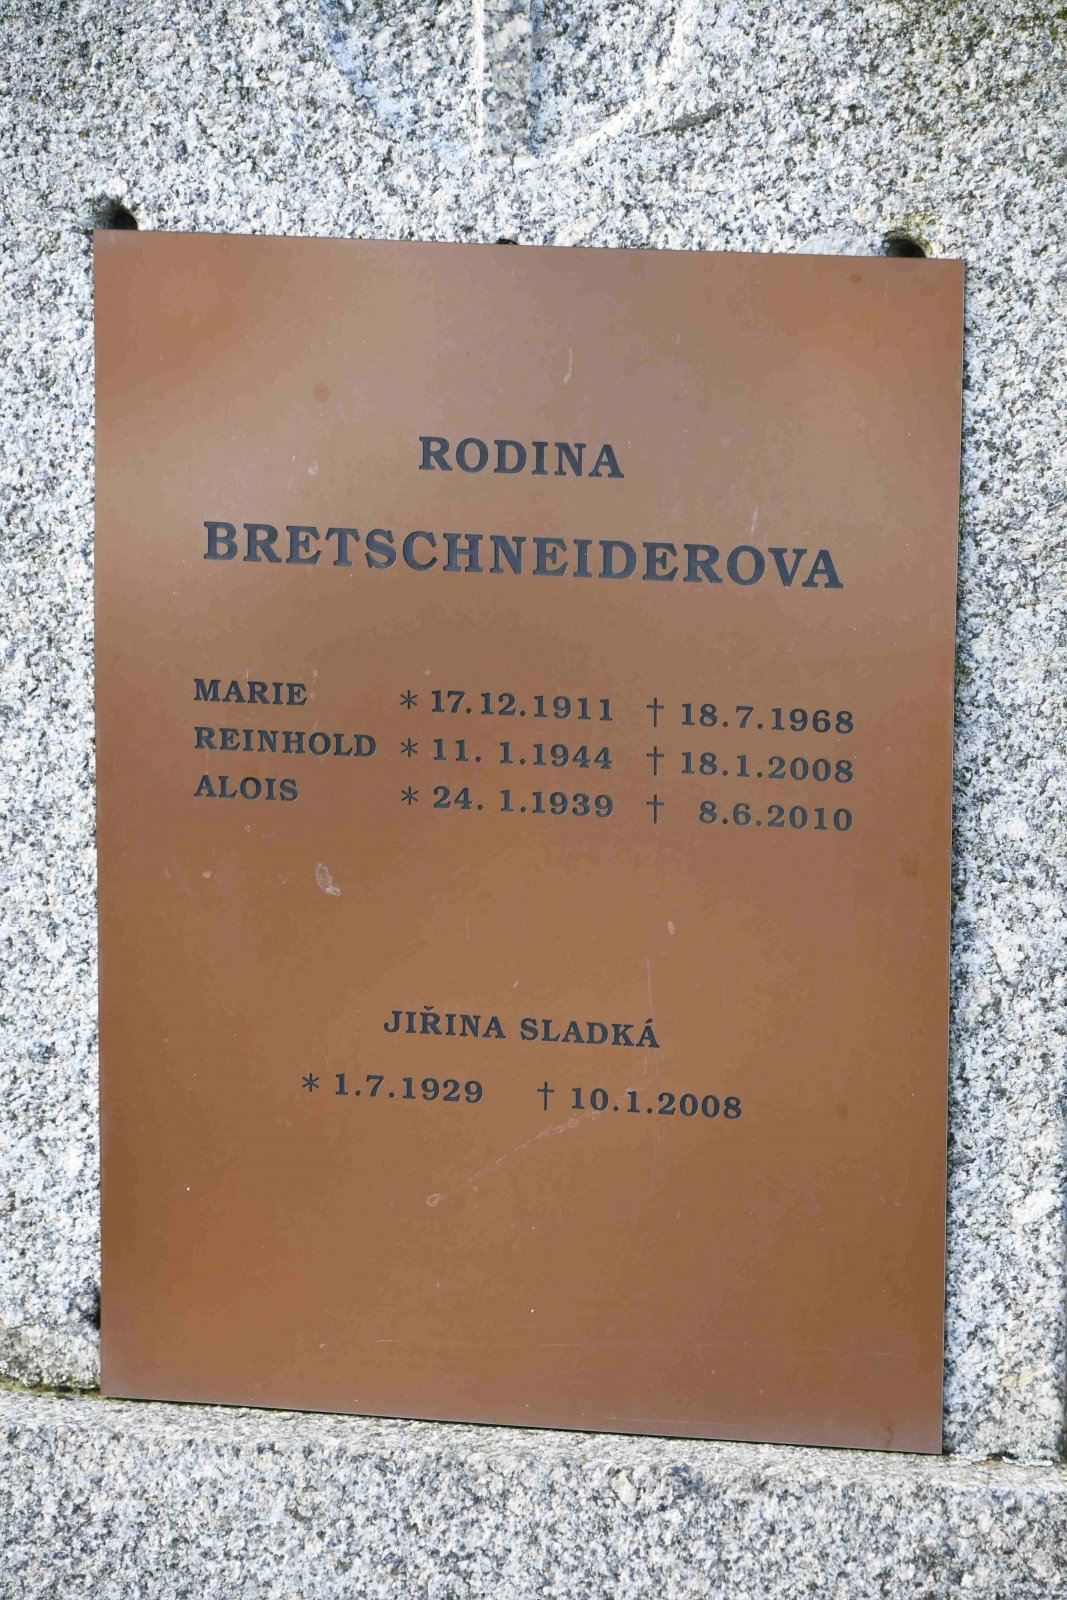 RODINA
BRETSCHNEIDEROVA
MARIE * 17.12.1911 † 18.7.1968
REINHOLD * 11. 1.1944 † 18.1.2008
ALOIS * 24. 1.1939 † 8.6.2010
JIŘINA SLADKÁ
* 1.7.1929 † 10.1.2008